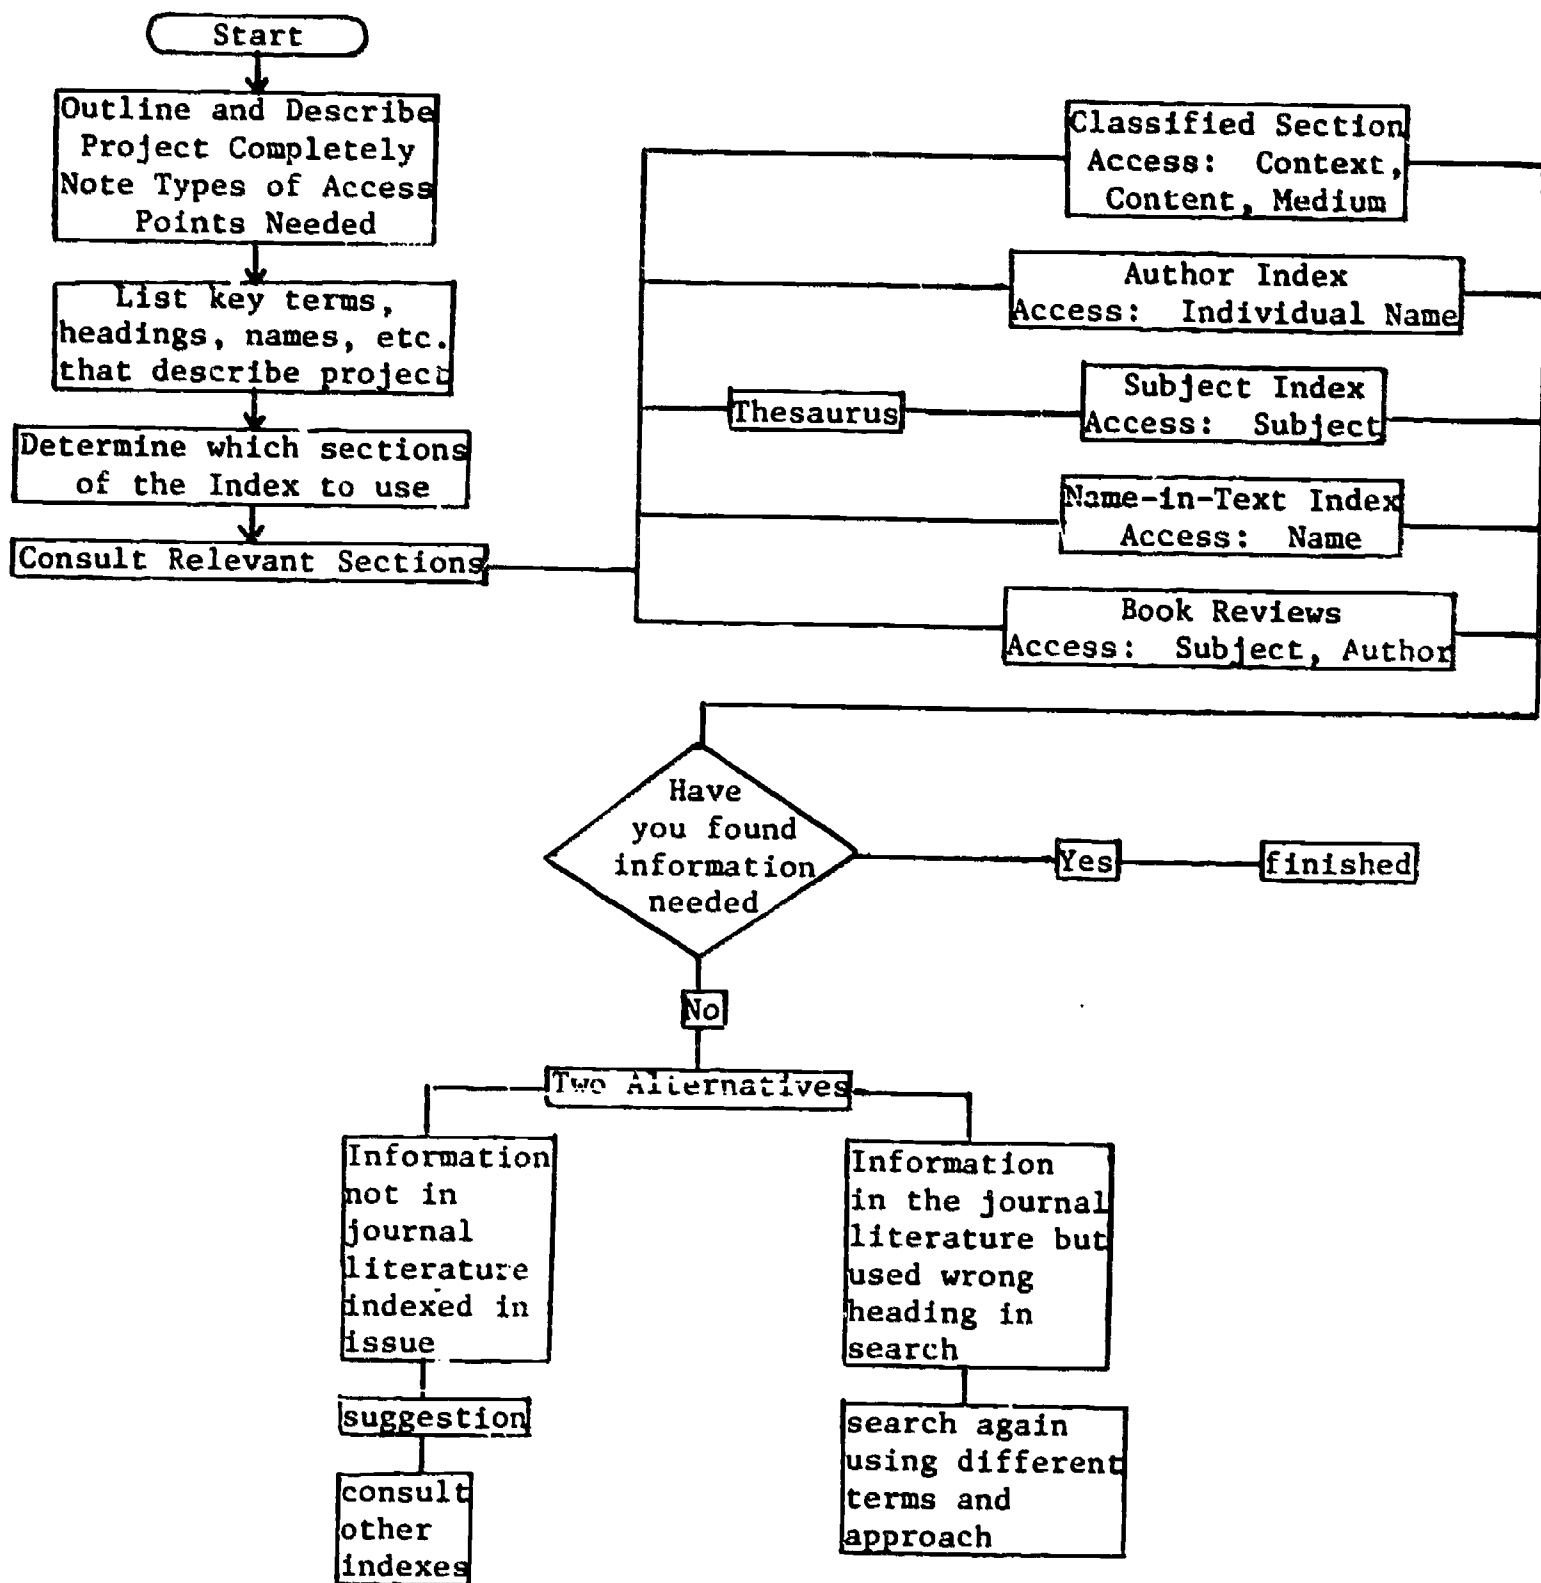 Start
Outline and Describe
Project Completely
Note Types of Access
Points Needed
List key terms,
headings, names, etc.
that describe project
Determine which sections
of the Index to use
Consult Relevant Sections
Classified Section
Access: Context,
Content, Medium
Author Index
Access: Individual Name
Thesaurus
Subject Index
Access: Subject
Name-in-Text Index
Access: Name
Book Reviews
Access: Subject, Author
Have
you found
information
needed
Yes
finished
No
Two Alternatives
Information
not in
journal
literature
indexed in
issue
suggestion
consult
other
indexes
Information
in the journal
literature but
used wrong
heading in
search
search again
using different
terms and
approach